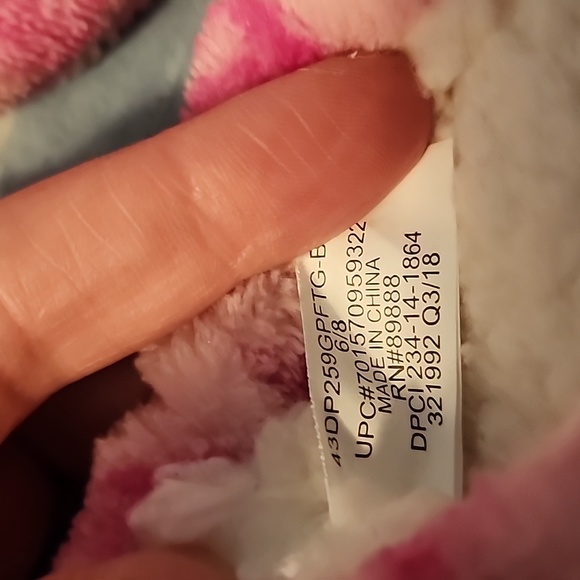 43DP259GPFTG-B
6/8
UPC#701570959322
MADE IN CHINA
RN#89888
DPCI 234-14-1864
321992 Q3/18